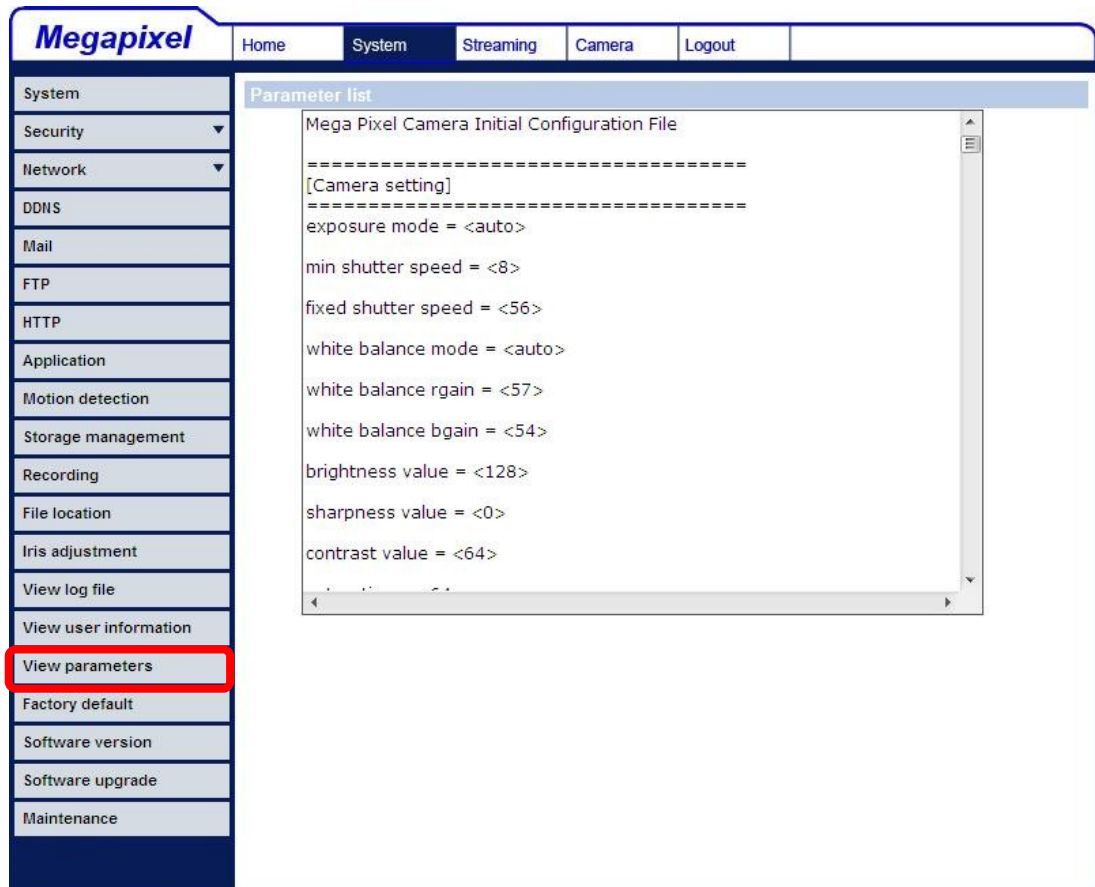 Megapixel
Home System Streaming Camera Logout
System
Security
Network
DDNS
Mail
FTP
HTTP
Application
Motion detection
Storage management
Recording
File location
Iris adjustment
View log file
View user information
View parameters
Factory default
Software version
Software upgrade
Maintenance
Parameter list
Mega Pixel Camera Initial Configuration File
====================================
[Camera setting]
====================================
exposure mode = <auto>
min shutter speed = <8>
fixed shutter speed = <56>
white balance mode = <auto>
white balance rgain = <57>
white balance bgain = <54>
brightness value = <128>
sharpness value = <0>
contrast value = <64>